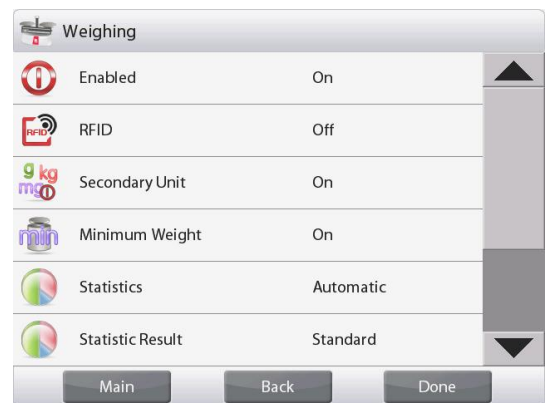 Weighing
Enabled On
RFID
RFID Off
g kg
mg
Secondary Unit On
min
Minimum Weight On
Statistics Automatic
Statistic Result Standard
Main Back Done